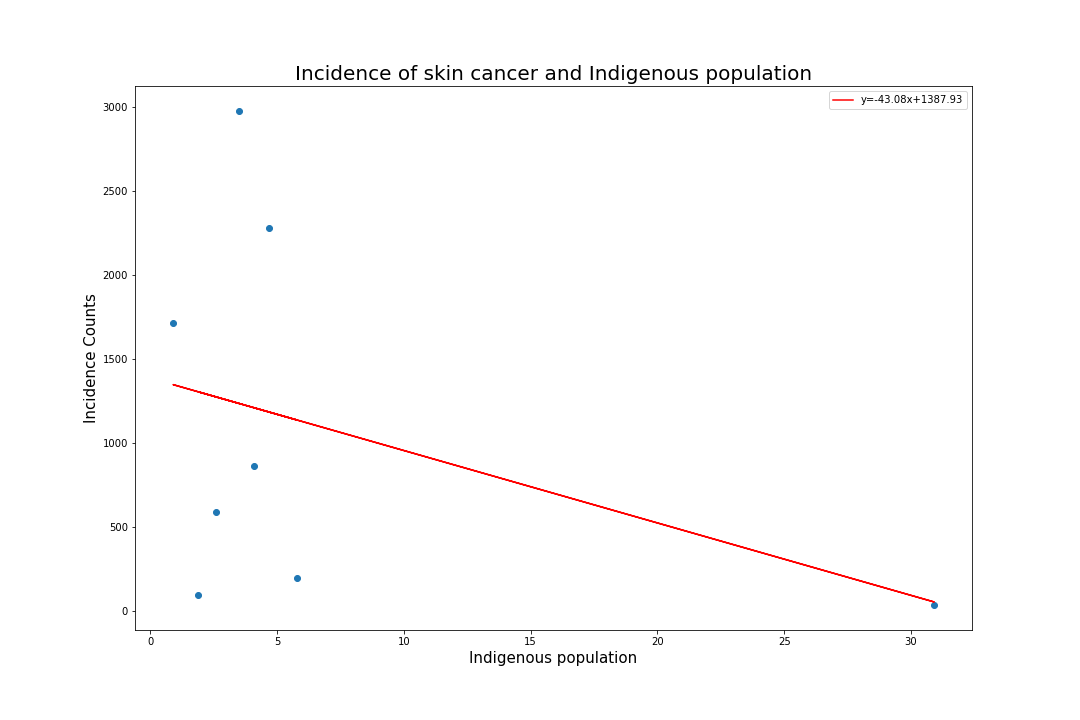 Incidence of skin cancer and Indigenous population
y=-43.08x+1387.93
3000
2500
2000
1500
1000
500
0
Incidence Counts
0 5 10 15 20 25 30
Indigenous population